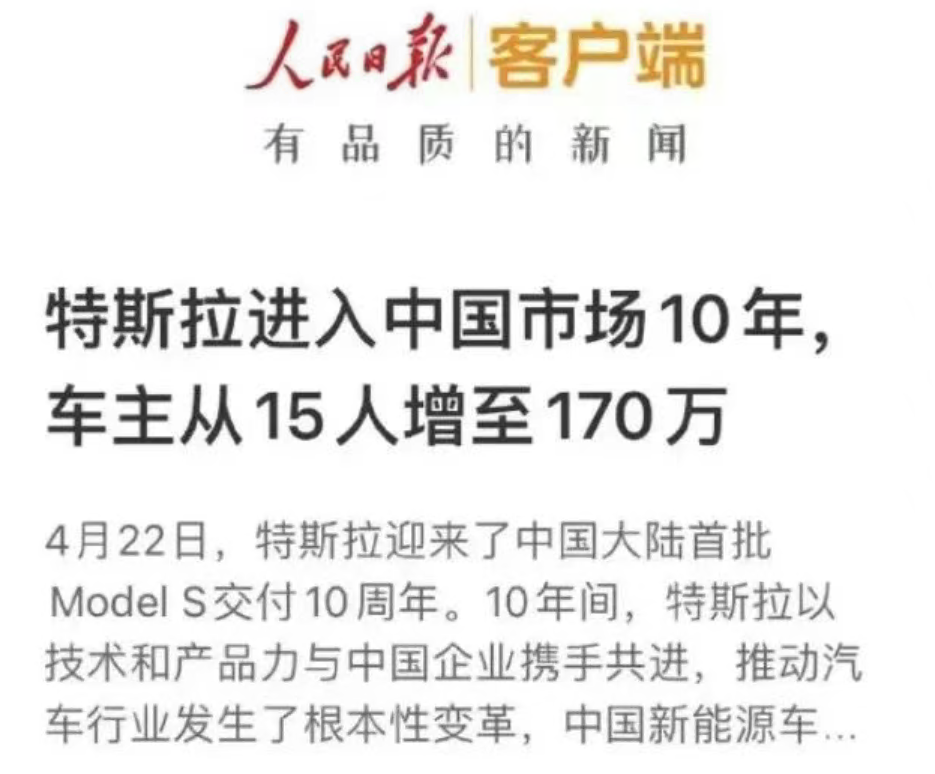 人民日报 客户端
有品质的新闻
特斯拉进入中国市场10年，
车主从15人增至170万
4月22日，特斯拉迎来了中国大陆首批
Model S交付10周年。10年间，特斯拉以
技术和产品力与中国企业携手共进，推动汽
车行业发生了根本性变革，中国新能源车...